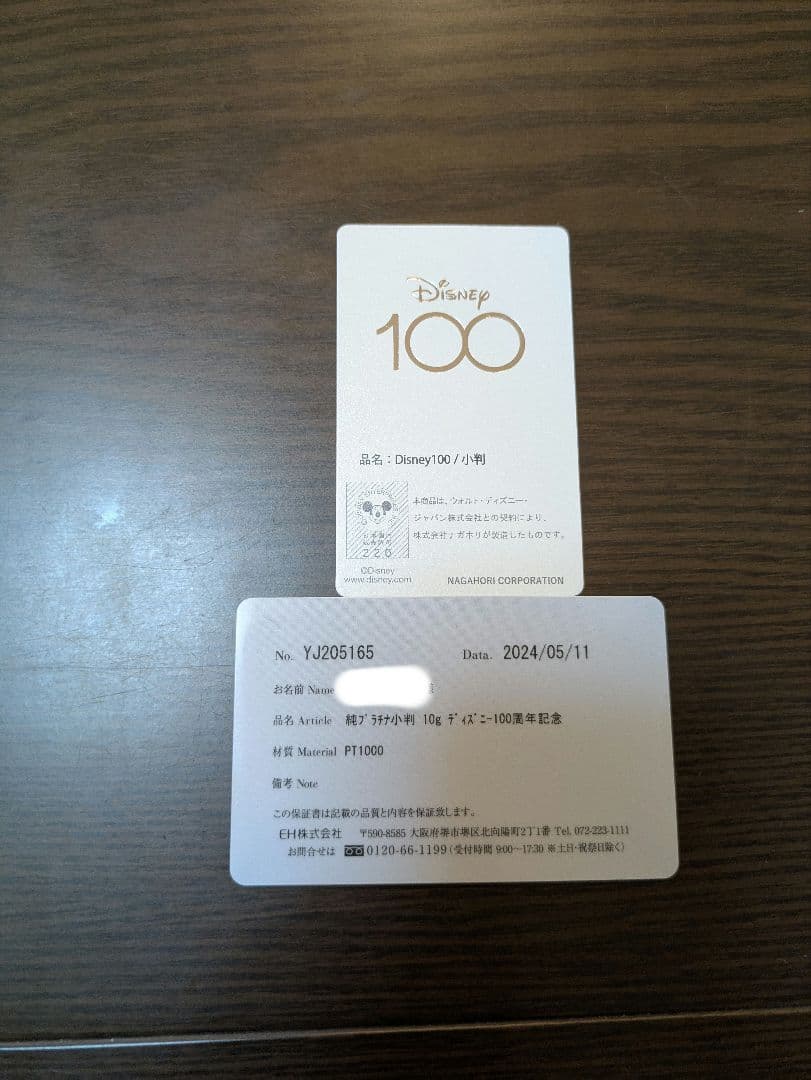 Disney
100
品名：Disney100 / 小判
本商品は、ウォルト・ディズニー・
ジャパン株式会社との契約により、
株式会社ナガホリが製造したものです。
220
©Disney
www.disney.com
NAGAHORI CORPORATION
No. YJ205165 Data. 2024/05/11
お名前 Name
品名 Article 純ﾌﾟﾗﾁﾅ小判 10g ﾃﾞｨｽﾞﾆｰ100周年記念
材質 Material PT1000
備考 Note
この保証書は記載の品質と内容を保証致します。
EH株式会社 〒590-8585 大阪府堺市堺区北向陽町2丁1番 Tel. 072-223-1111
お問合せは 0120-66-1199（受付時間 9:00〜17:30 ※土日・祝祭日除く）